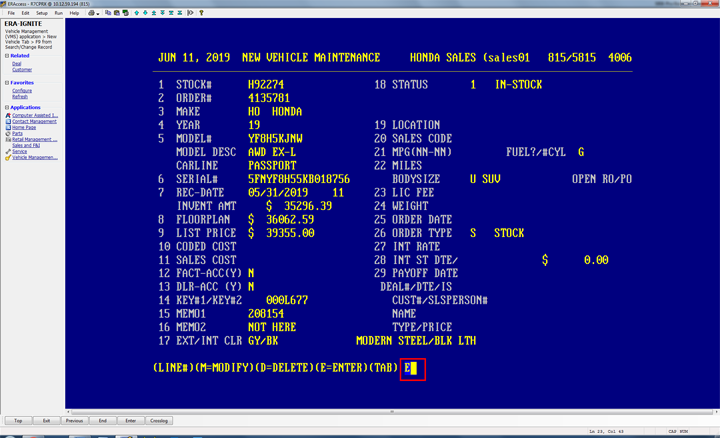 ERAccess - R7CPRX @ 10.12.59.194 (815)
File Edit Setup Run Help
ERA-IGNITE
Vehicle Management
(VMS) application > New
Vehicle Tab > F9 from
Search/Change Record
Related
Deal
Customer
Favorites
Configure
Refresh
Applications
Computer Assisted I...
Contact Management
Home Page
Parts
Retail Management ...
Sales and F&I
Service
Vehicle Managemen...
JUN 11, 2019 NEW VEHICLE MAINTENANCE HONDA SALES (sales01 815/5815 4006
1 STOCK# H92274 18 STATUS 1 IN-STOCK
2 ORDER# 4135781
3 MAKE HO HONDA
4 YEAR 19 19 LOCATION
5 MODEL# YF8H5KJNW 20 SALES CODE
MODEL DESC AWD EX-L 21 MPG(NN-NN) FUEL?/#CYL G
CARLINE PASSPORT 22 MILES
6 SERIAL# 5FNYF8H55KB018756 BODYSIZE U SUV OPEN RO/PO
7 REC-DATE 05/31/2019 11 23 LIC FEE
INVENT AMT $ 35296.39 24 WEIGHT
8 FLOORPLAN $ 36062.59 25 ORDER DATE
9 LIST PRICE $ 39355.00 26 ORDER TYPE S STOCK
10 CODED COST 27 INT RATE
11 SALES COST 28 INT ST DTE/ $ 0.00
12 FACT-ACC(Y) N 29 PAYOFF DATE
13 DLR-ACC (Y) N DEAL#/DTE/IS
14 KEY#1/KEY#2 000L677 CUST#/SLSPERSON#
15 MEMO1 208154 NAME
16 MEMO2 NOT HERE TYPE/PRICE
17 EXT/INT CLR GY/BK MODERN STEEL/BLK LTH
(LINE#)(M=MODIFY)(D=DELETE)(E=ENTER)(TAB) E
Top Exit Previous End Enter Crosslog
Ln 23, Col 43 CAP NUM